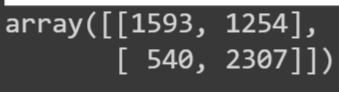 array([[1593, 1254],
       [ 540, 2307]])